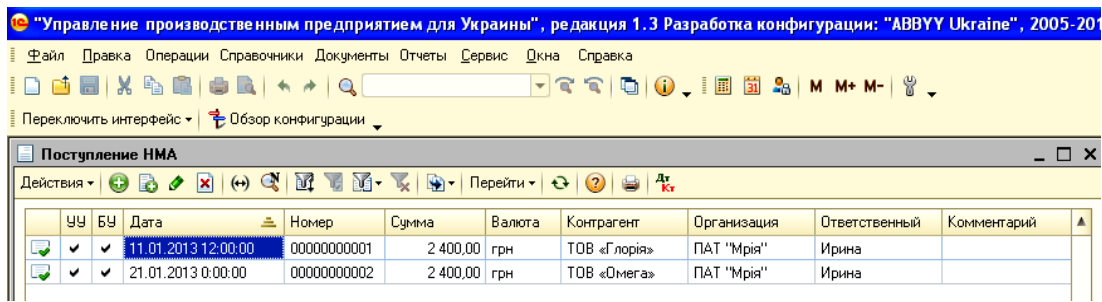 "Управление производственным предприятием для Украины", редакция 1.3 Разработка конфигурации: "ABBYY Ukraine", 2005-201
Файл Правка Операции Справочники Документы Отчеты Сервис Окна Справка
M M+ M-
Переключить интерфейс Обзор конфигурации
Поступление НМА
Действия Перейти Дт Кт
УУ БУ Дата Номер Сумма Валюта Контрагент Организация Ответственный Комментарий
11.01.2013 12:00:00 00000000001 2 400,00 грн ТОВ «Глорія» ПАТ "Мрія" Ирина
21.01.2013 0:00:00 00000000002 2 400,00 грн ТОВ «Омега» ПАТ "Мрія" Ирина